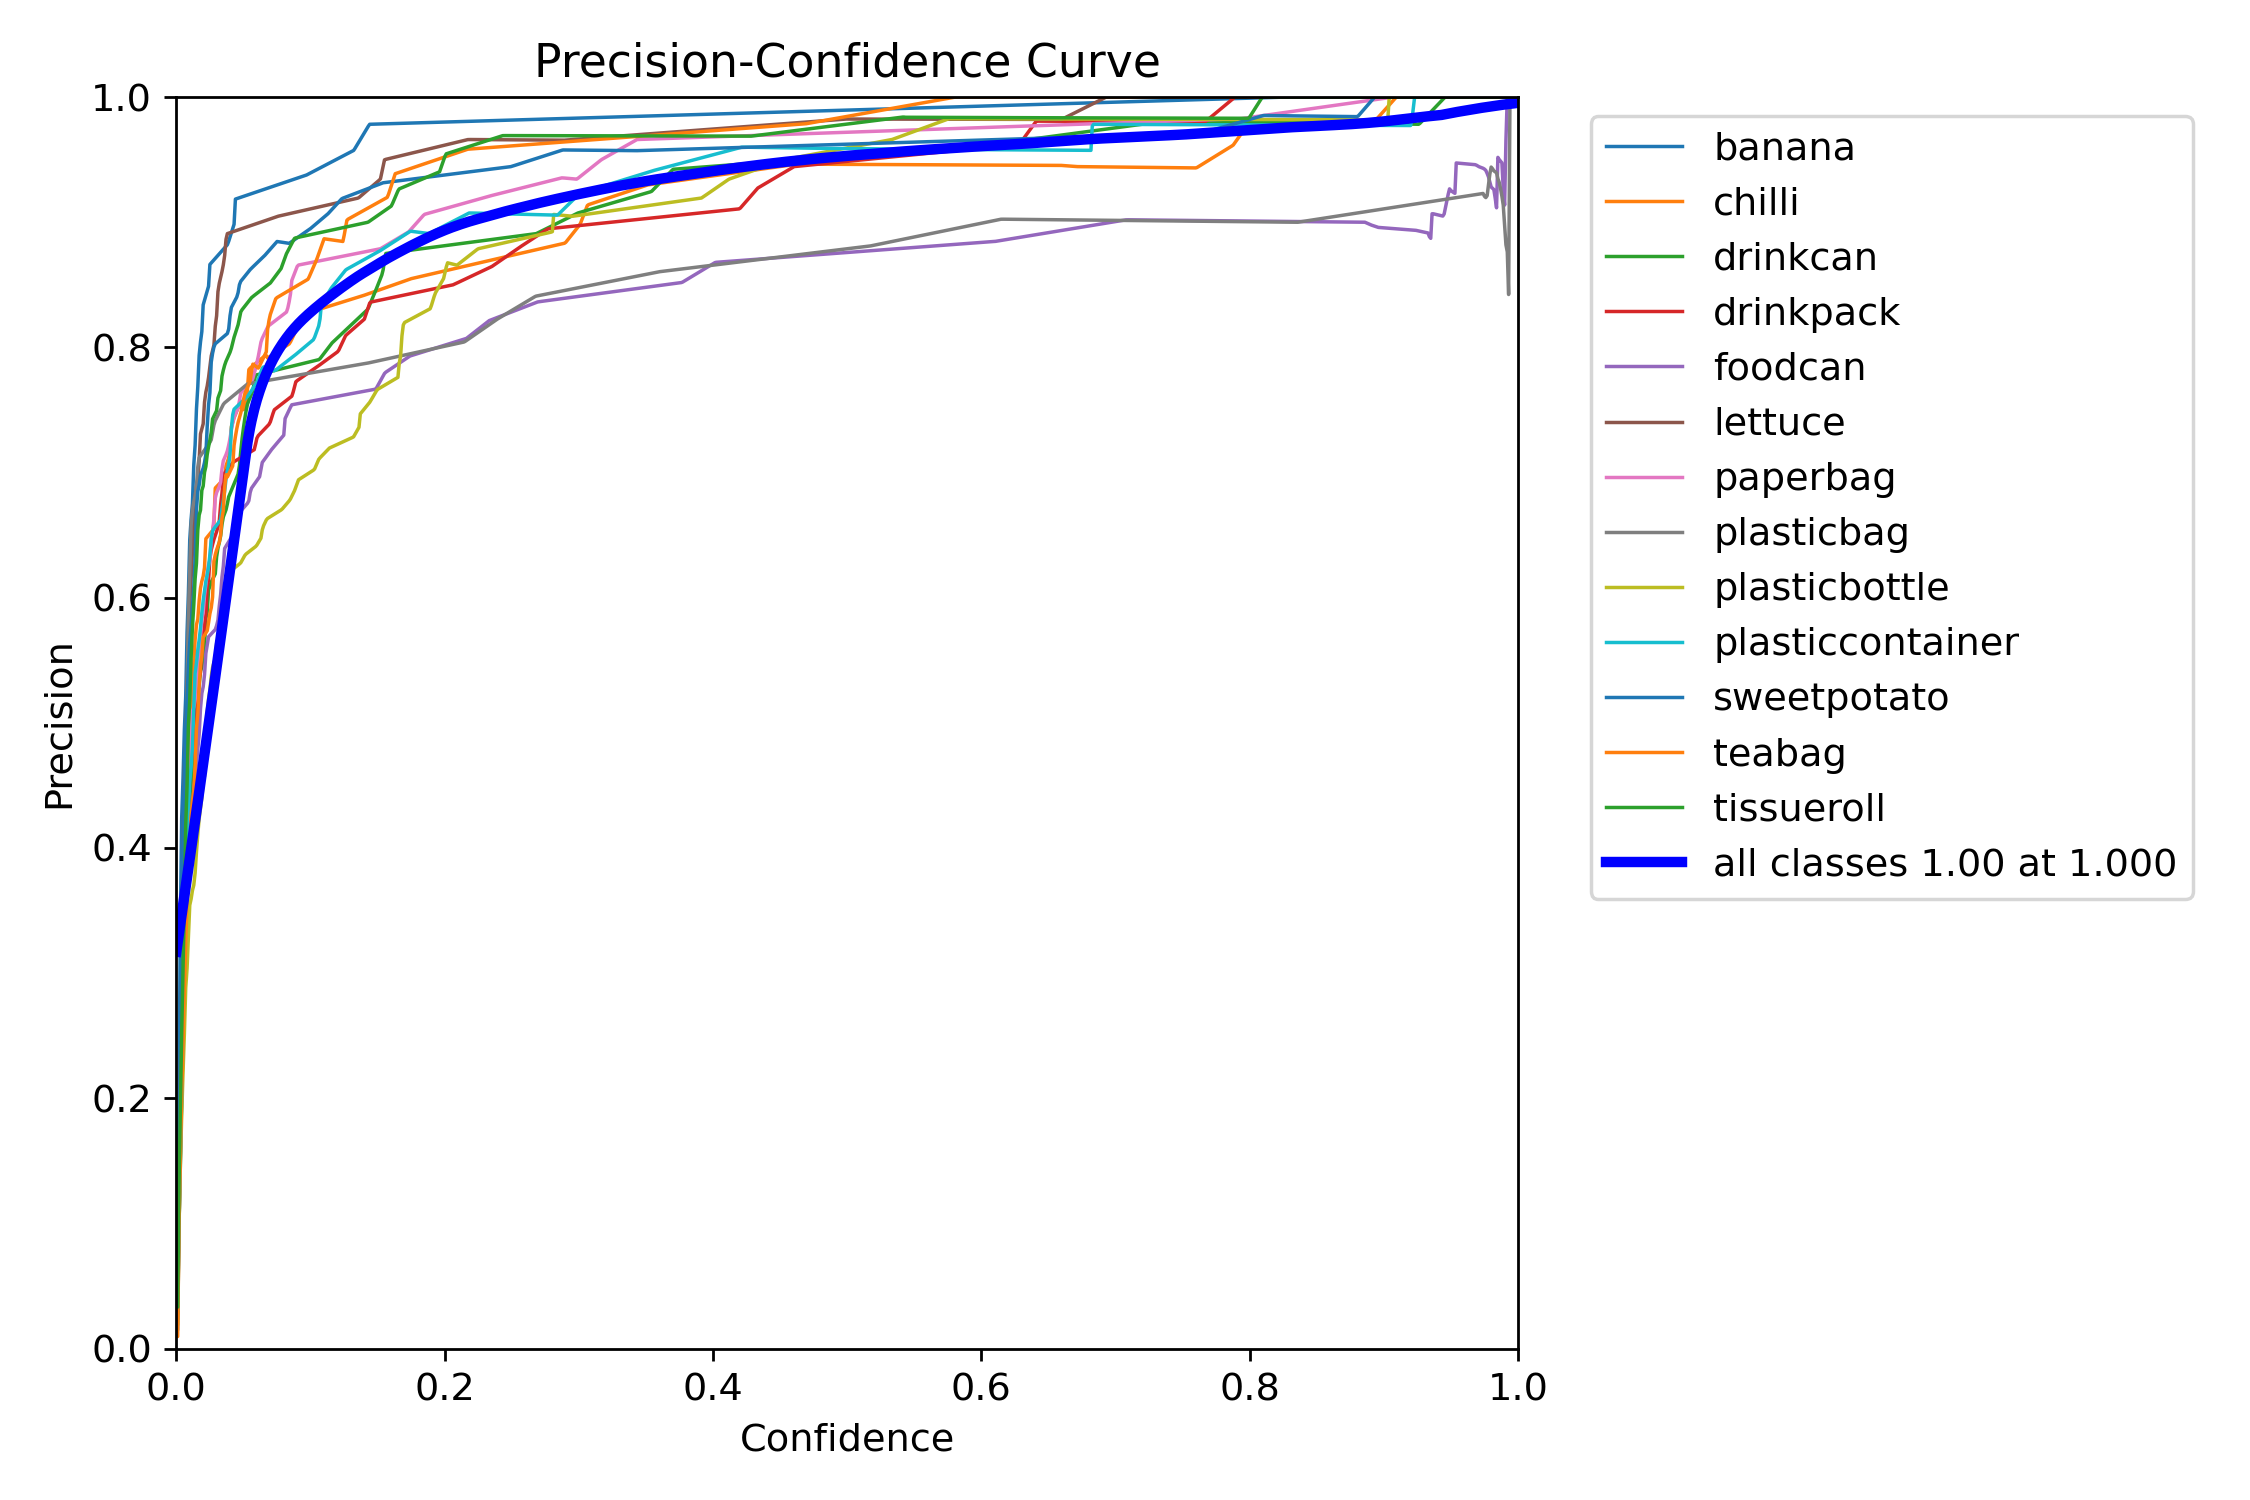 Precision-Confidence Curve
1.0
0.8
0.6
0.4
0.2
0.0
Precision
0.0 0.2 0.4 0.6 0.8 1.0
Confidence
banana
chilli
drinkcan
drinkpack
foodcan
lettuce
paperbag
plasticbag
plasticbottle
plasticcontainer
sweetpotato
teabag
tissueroll
all classes 1.00 at 1.000